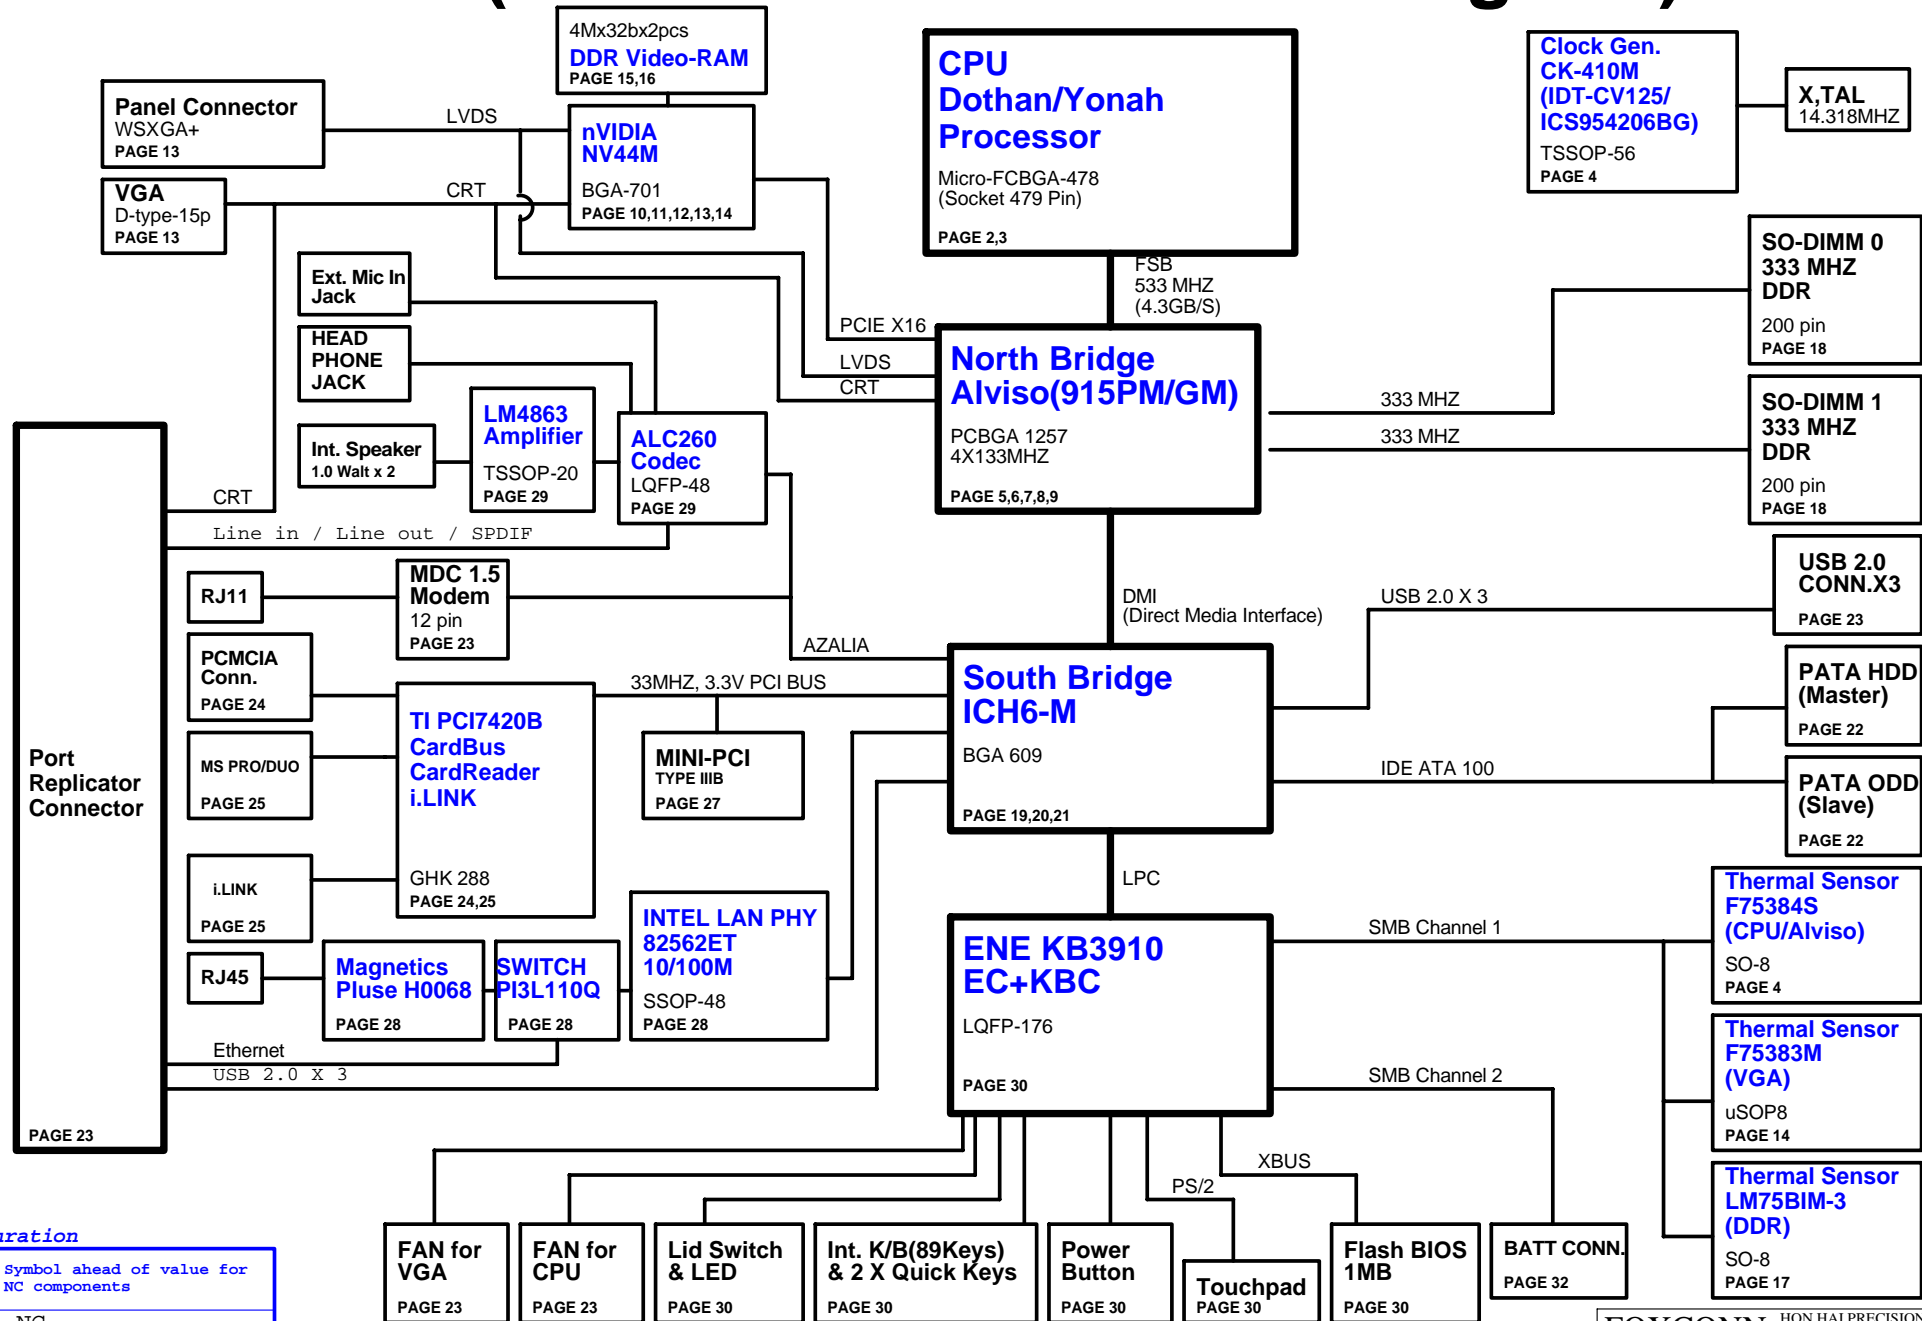 4Mx32bx2pcs
DDR Video-RAM
PAGE 15,16
Panel Connector
WSXGA+
PAGE 13
LVDS
nVIDIA
NV44M
BGA-701
PAGE 10,11,12,13,14
VGA
D-type-15p
PAGE 13
CRT
CPU
Dothan/Yonah
Processor
Micro-FCBGA-478
(Socket 479 Pin)
PAGE 2,3
Clock Gen.
CK-410M
(IDT-CV125/
ICS954206BG)
TSSOP-56
PAGE 4
X,TAL
14.318MHZ
FSB
533 MHZ
(4.3GB/S)
SO-DIMM 0
333 MHZ
DDR
200 pin
PAGE 18
Ext. Mic In
Jack
HEAD
PHONE
JACK
PCIE X16
LVDS
CRT
North Bridge
Alviso(915PM/GM)
PCBGA 1257
4X133MHZ
PAGE 5,6,7,8,9
333 MHZ
333 MHZ
SO-DIMM 1
333 MHZ
DDR
200 pin
PAGE 18
Int. Speaker
1.0 Walt x 2
LM4863
Amplifier
TSSOP-20
PAGE 29
ALC260
Codec
LQFP-48
PAGE 29
CRT
Line in / Line out / SPDIF
Port
Replicator
Connector
PAGE 23
RJ11
MDC 1.5
Modem
12 pin
PAGE 23
AZALIA
DMI
(Direct Media Interface)
USB 2.0 X 3
USB 2.0
CONN.X3
PAGE 23
PCMCIA
Conn.
PAGE 24
MS PRO/DUO
PAGE 25
i.LINK
PAGE 25
TI PCI7420B
CardBus
CardReader
i.LINK
GHK 288
PAGE 24,25
33MHZ, 3.3V PCI BUS
MINI-PCI
TYPE IIIB
PAGE 27
South Bridge
ICH6-M
BGA 609
PAGE 19,20,21
IDE ATA 100
PATA HDD
(Master)
PAGE 22
PATA ODD
(Slave)
PAGE 22
LPC
RJ45
Magnetics
Pluse H0068
PAGE 28
SWITCH
PI3L110Q
PAGE 28
INTEL LAN PHY
82562ET
10/100M
SSOP-48
PAGE 28
Ethernet
USB 2.0 X 3
ENE KB3910
EC+KBC
LQFP-176
PAGE 30
SMB Channel 1
SMB Channel 2
Thermal Sensor
F75384S
(CPU/Alviso)
SO-8
PAGE 4
Thermal Sensor
F75383M
(VGA)
uSOP8
PAGE 14
Thermal Sensor
LM75BIM-3
(DDR)
SO-8
PAGE 17
XBUS
PS/2
FAN for
VGA
PAGE 23
FAN for
CPU
PAGE 23
Lid Switch
& LED
PAGE 30
Int. K/B(89Keys)
& 2 X Quick Keys
PAGE 30
Power
Button
PAGE 30
Touchpad
PAGE 30
Flash BIOS
1MB
PAGE 30
BATT CONN.
PAGE 32
uration
Symbol ahead of value for
NC components
NC
FOXCONN
HON HAI PRECISION